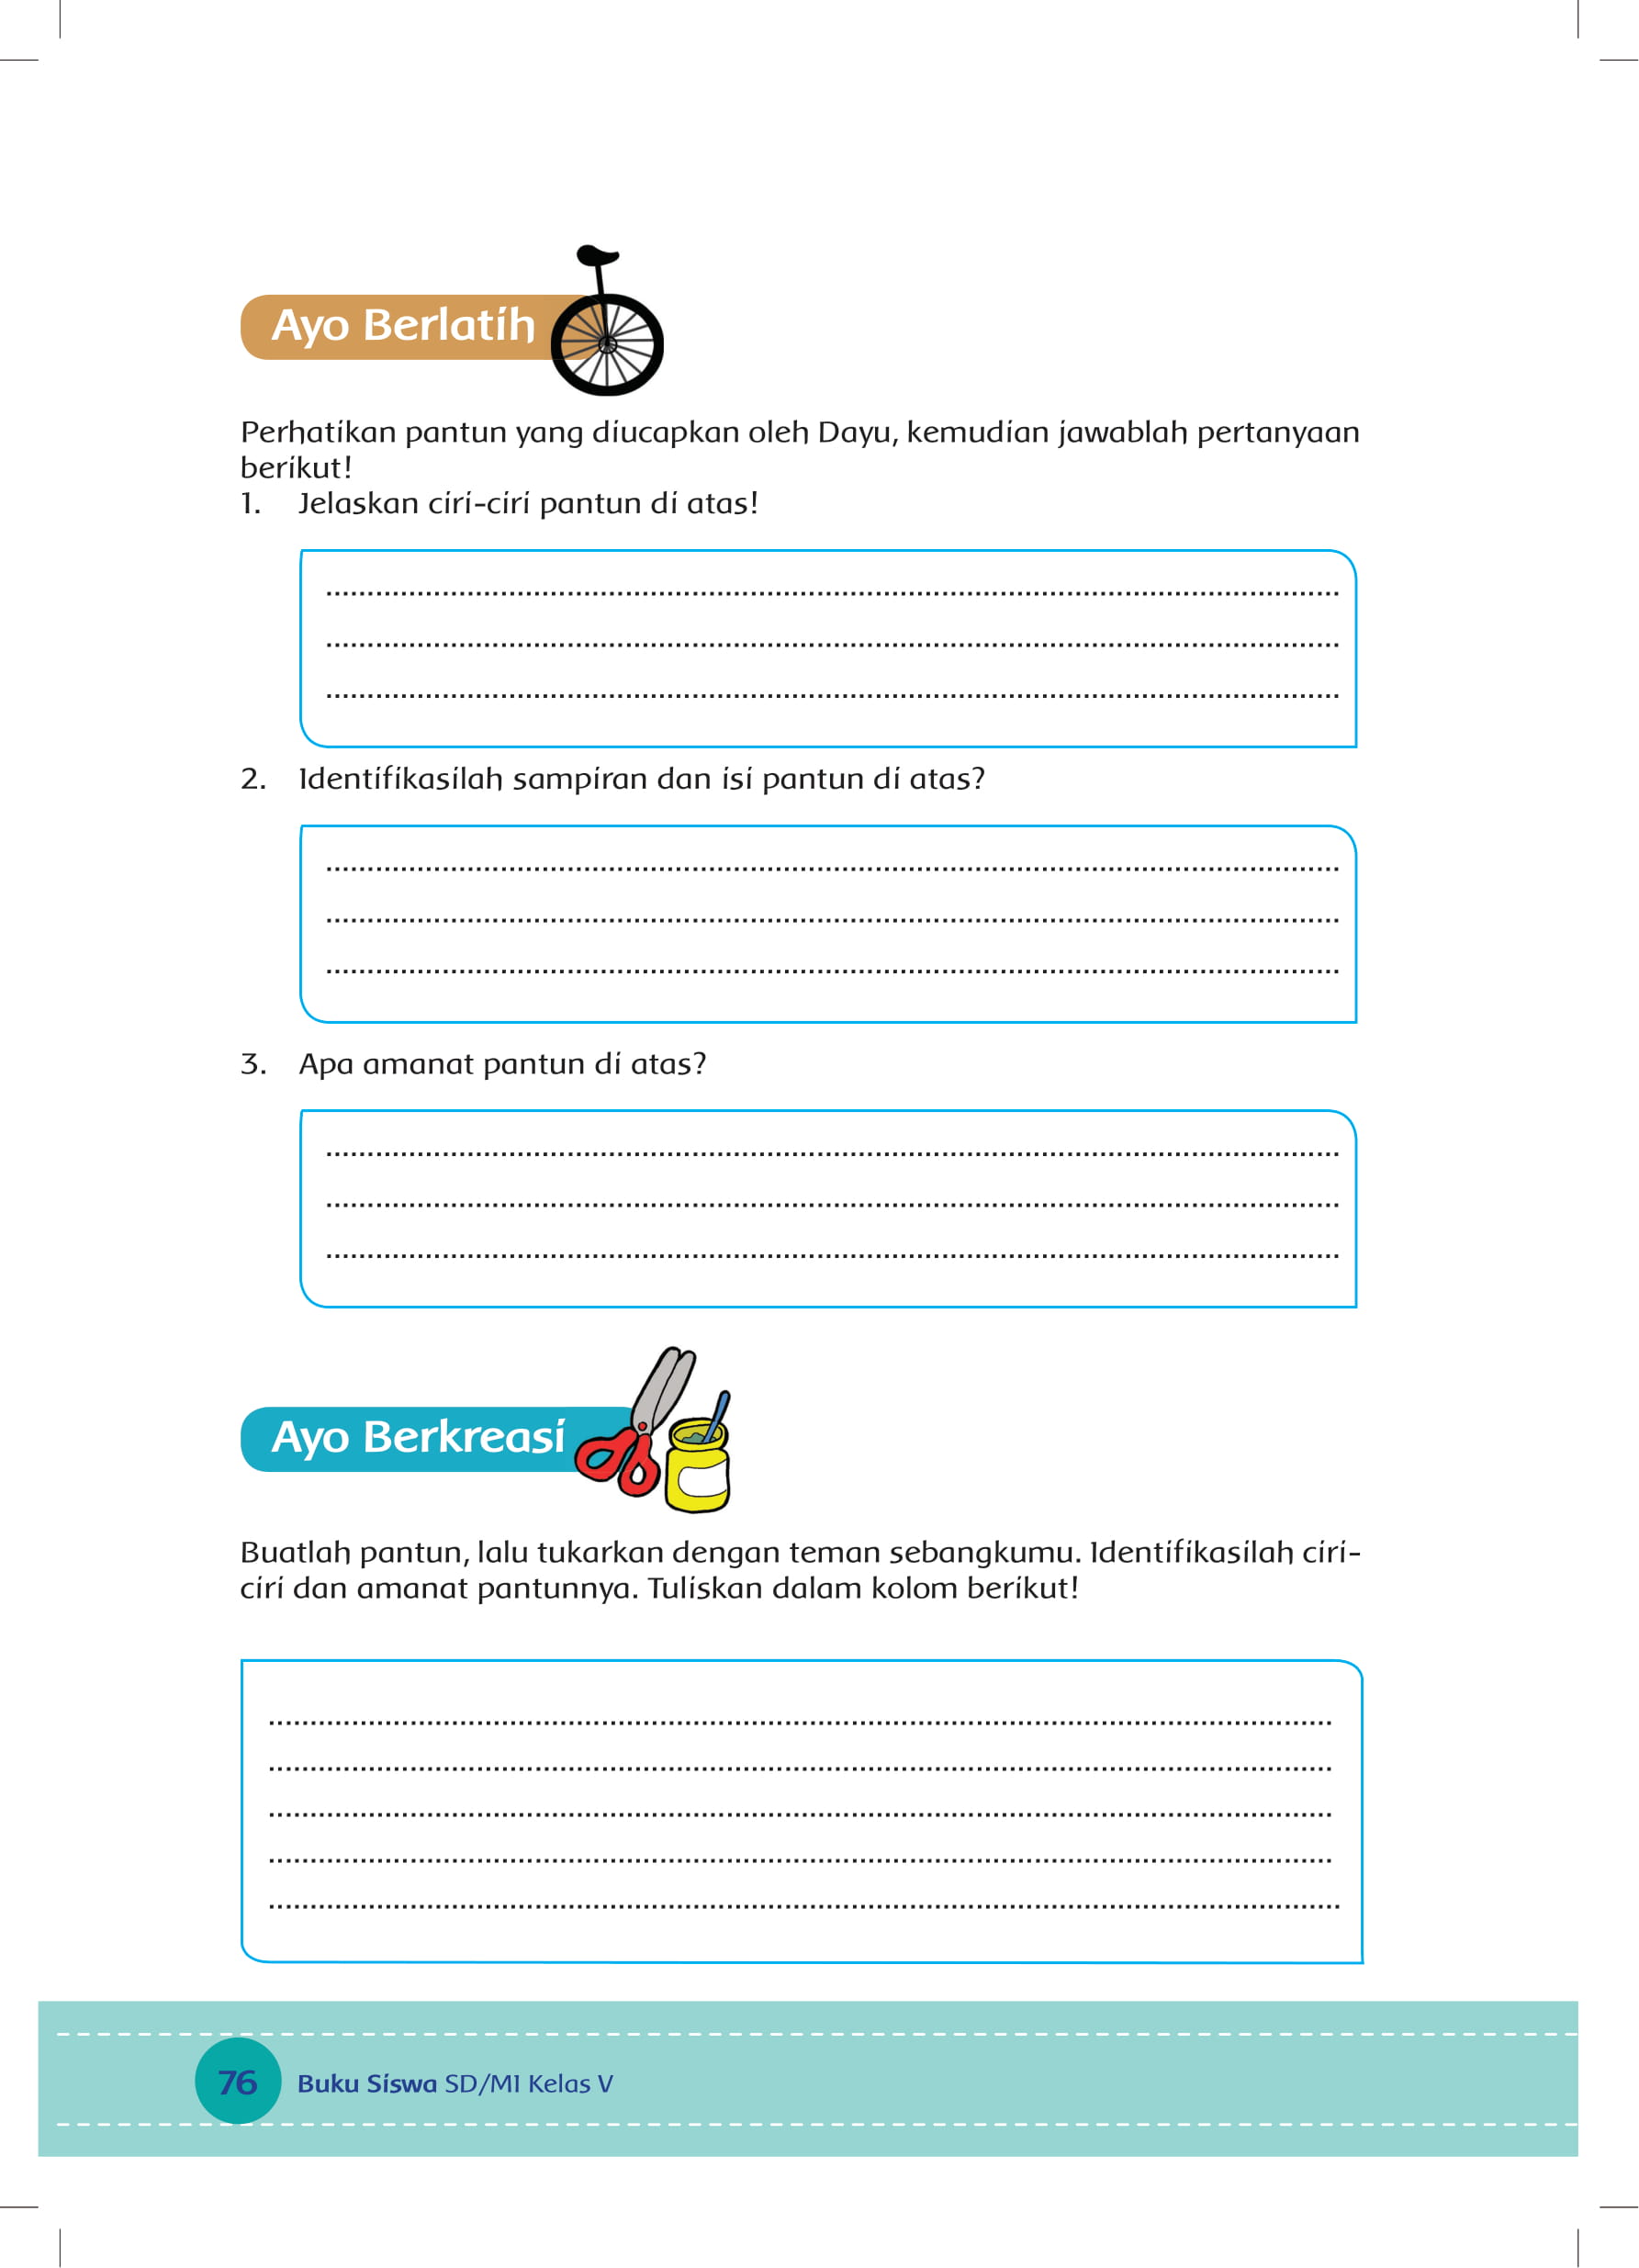 Ayo Berlatih
Perhatikan pantun yang diucapkan oleh Dayu, kemudian jawablah pertanyaan
berikut!
1. Jelaskan ciri-ciri pantun di atas!
..........................................................................................................................
..........................................................................................................................
..........................................................................................................................
2. Identifikasilah sampiran dan isi pantun di atas?
..........................................................................................................................
..........................................................................................................................
..........................................................................................................................
3. Apa amanat pantun di atas?
..........................................................................................................................
..........................................................................................................................
..........................................................................................................................
Ayo Berkreasi
Buatlah pantun, lalu tukarkan dengan teman sebangkumu. Identifikasilah ciri-
ciri dan amanat pantunnya. Tuliskan dalam kolom berikut!
................................................................................................................................
................................................................................................................................
................................................................................................................................
................................................................................................................................
.................................................................................................................................
76 Buku Siswa SD/MI Kelas V